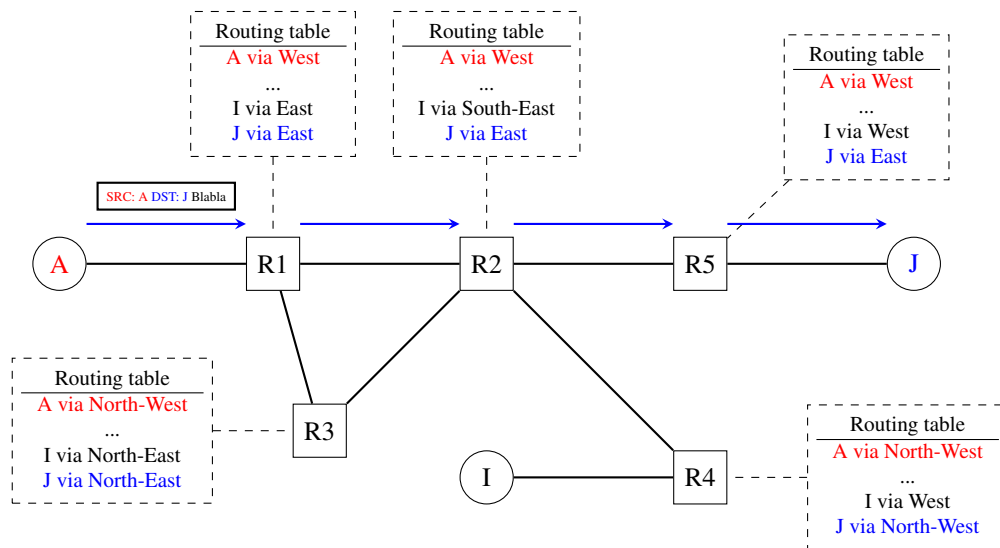 Routing table
A via West
...
I via East
J via East
Routing table
A via West
...
I via South-East
J via East
Routing table
A via West
...
I via West
J via East
SRC: A DST: J Blabla
A
R1
R2
R5
J
Routing table
A via North-West
...
I via North-East
J via North-East
R3
I
R4
Routing table
A via North-West
...
I via West
J via North-West